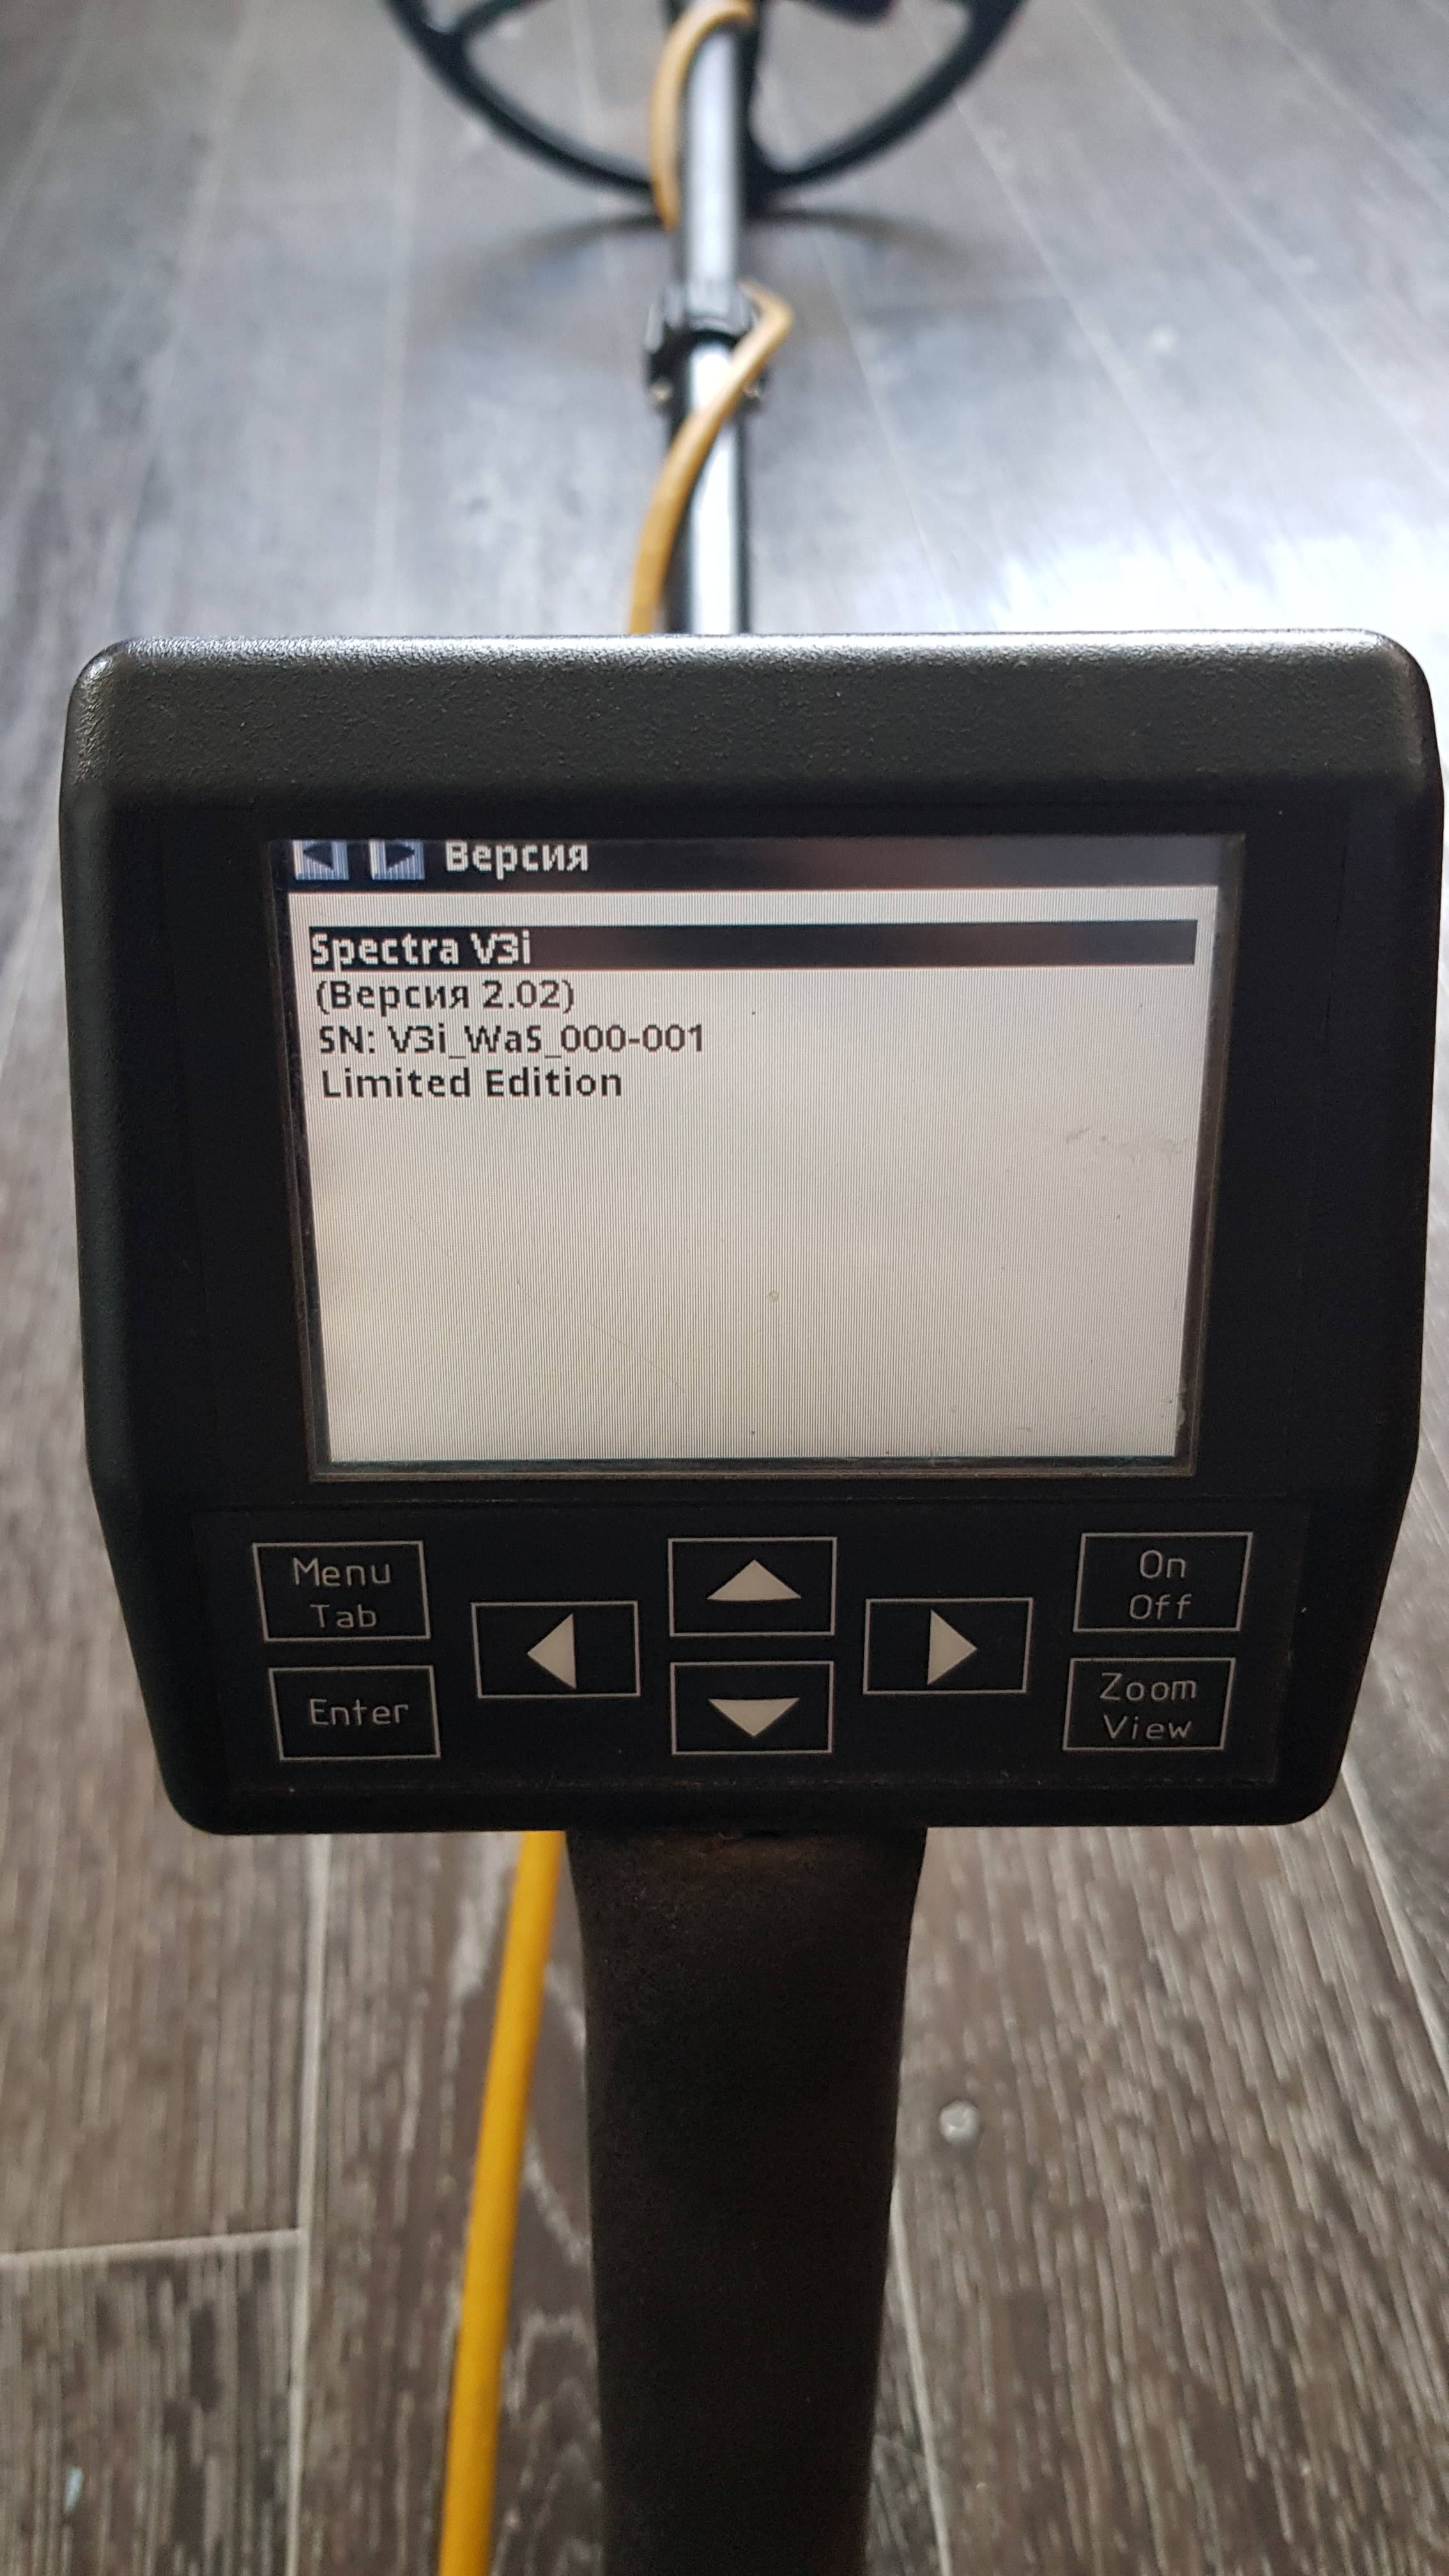 Версия
Spectra V3i
(Версия 2.02)
SN: V3i_WaS_000-001
Limited Edition
Menu
Tab
On
Off
Enter
Zoom
View